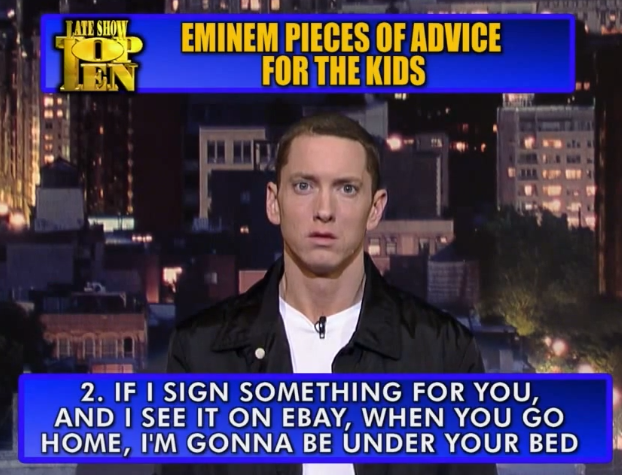 LATE SHOW
TOP
TEN
EMINEM PIECES OF ADVICE
FOR THE KIDS
2. IF I SIGN SOMETHING FOR YOU,
AND I SEE IT ON EBAY, WHEN YOU GO
HOME, I'M GONNA BE UNDER YOUR BED